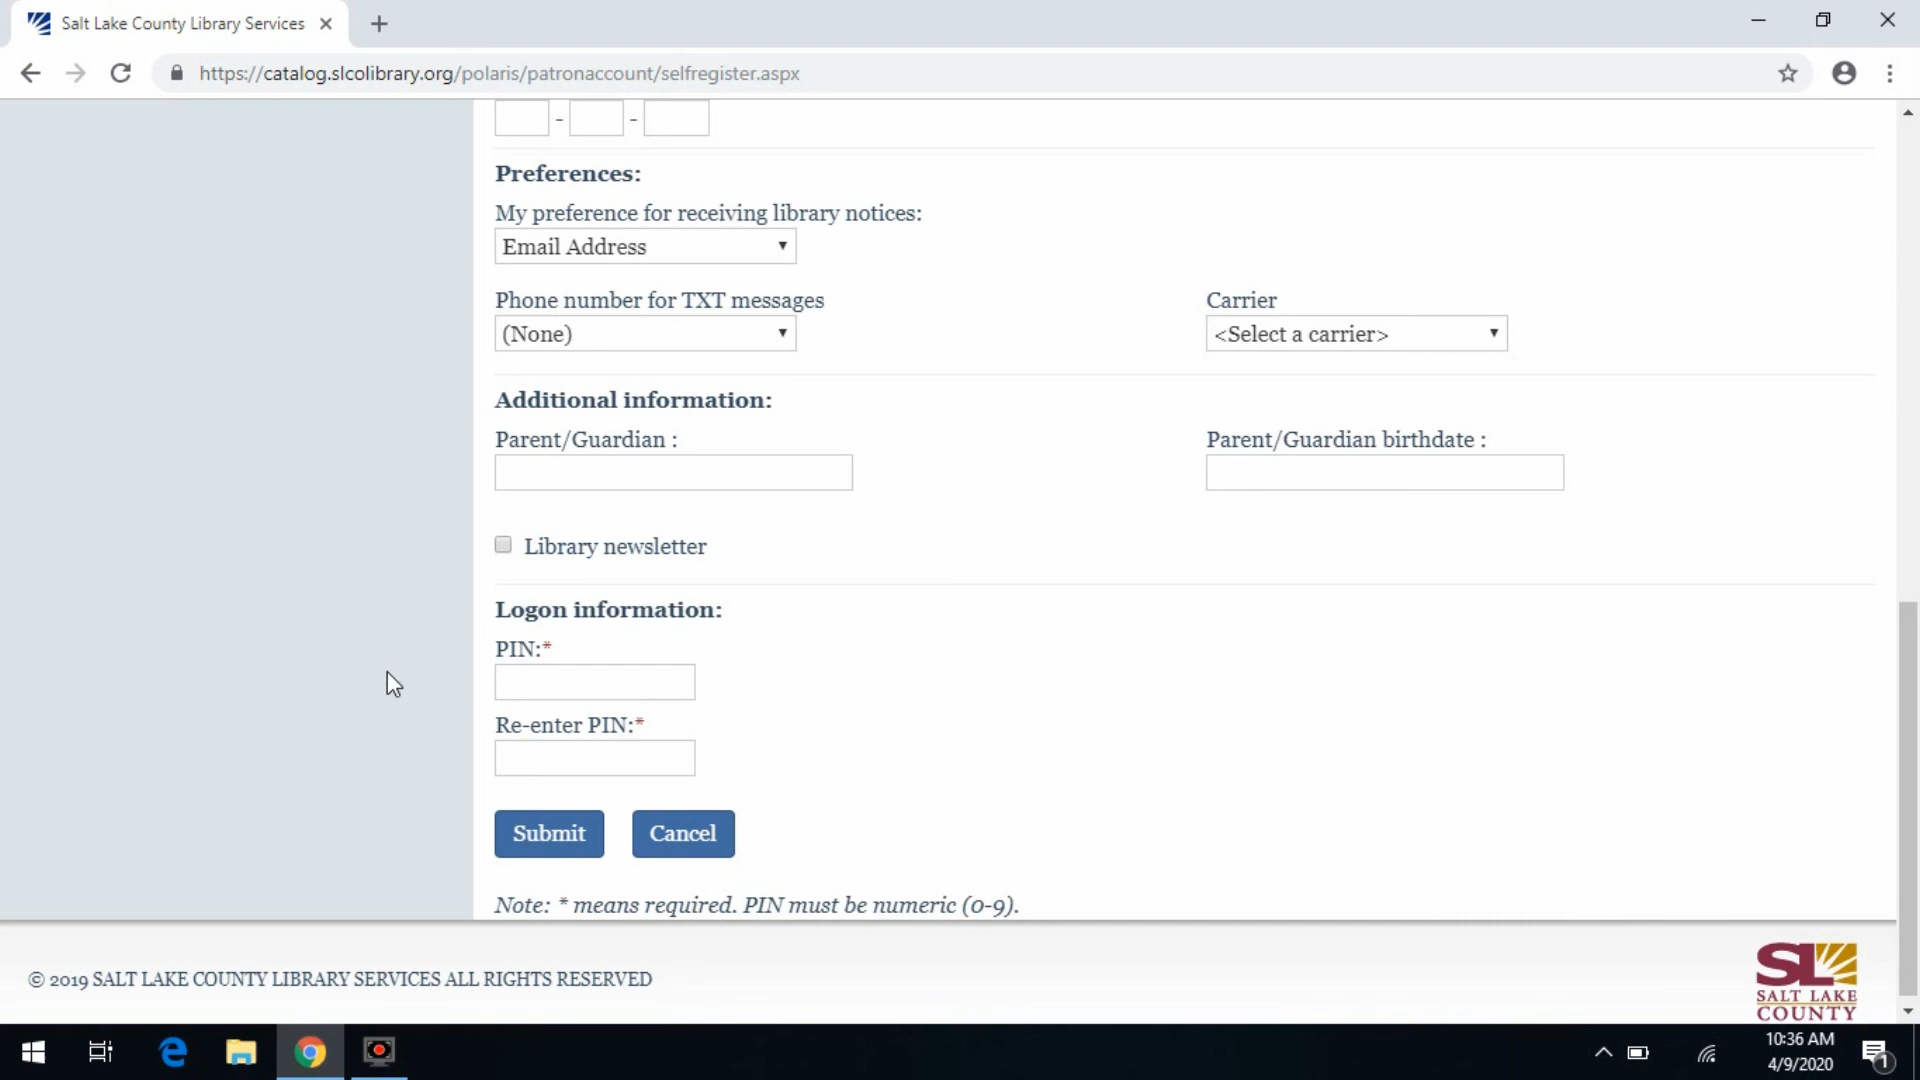 Salt Lake County Library Services
https://catalog.slcolibrary.org/polaris/patronaccount/selfregister.aspx
- -
Preferences:
My preference for receiving library notices:
Email Address
Phone number for TXT messages Carrier
(None) <Select a carrier>
Additional information:
Parent/Guardian : Parent/Guardian birthdate :
Library newsletter
Logon information:
PIN:*
Re-enter PIN:*
Submit Cancel
Note: * means required. PIN must be numeric (0-9).
© 2019 SALT LAKE COUNTY LIBRARY SERVICES ALL RIGHTS RESERVED
SL
SALT LAKE
COUNTY
10:36 AM
4/9/2020
1